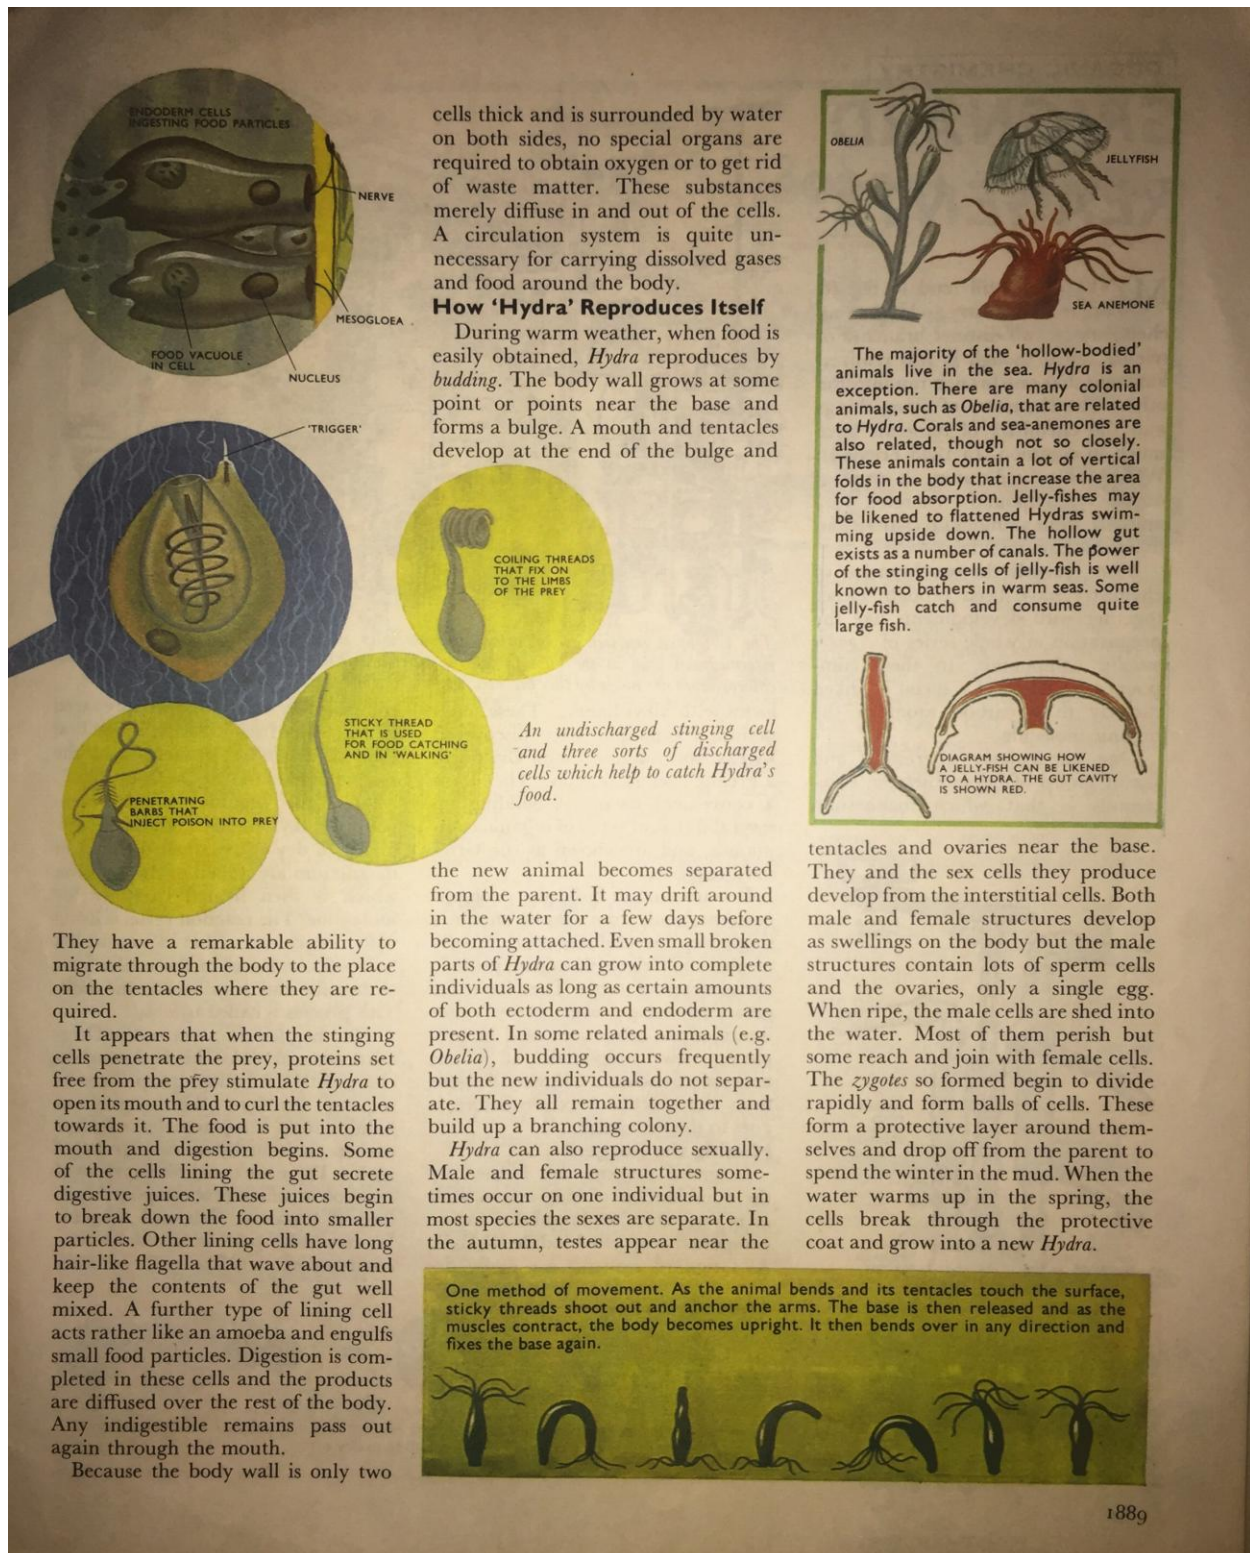 ENDODERM CELLS
INGESTING FOOD PARTICLES
NERVE
MESOGLOEA
FOOD VACUOLE
IN CELL
NUCLEUS
'TRIGGER'
COILING THREADS
THAT FIX ON
TO THE LIMBS
OF THE PREY
STICKY THREAD
THAT IS USED
FOR FOOD CATCHING
AND IN 'WALKING'
PENETRATING
BARBS THAT
INJECT POISON INTO PREY
An undischarged stinging cell
and three sorts of discharged
cells which help to catch Hydra's
food.
They have a remarkable ability to
migrate through the body to the place
on the tentacles where they are re-
quired.
It appears that when the stinging
cells penetrate the prey, proteins set
free from the prey stimulate Hydra to
open its mouth and to curl the tentacles
towards it. The food is put into the
mouth and digestion begins. Some
of the cells lining the gut secrete
digestive juices. These juices begin
to break down the food into smaller
particles. Other lining cells have long
hair-like flagella that wave about and
keep the contents of the gut well
mixed. A further type of lining cell
acts rather like an amoeba and engulfs
small food particles. Digestion is com-
pleted in these cells and the products
are diffused over the rest of the body.
Any indigestible remains pass out
again through the mouth.
Because the body wall is only two
cells thick and is surrounded by water
on both sides, no special organs are
required to obtain oxygen or to get rid
of waste matter. These substances
merely diffuse in and out of the cells.
A circulation system is quite un-
necessary for carrying dissolved gases
and food around the body.
How 'Hydra' Reproduces Itself
During warm weather, when food is
easily obtained, Hydra reproduces by
budding. The body wall grows at some
point or points near the base and
forms a bulge. A mouth and tentacles
develop at the end of the bulge and
the new animal becomes separated
from the parent. It may drift around
in the water for a few days before
becoming attached. Even small broken
parts of Hydra can grow into complete
individuals as long as certain amounts
of both ectoderm and endoderm are
present. In some related animals (e.g.
Obelia), budding occurs frequently
but the new individuals do not separ-
ate. They all remain together and
build up a branching colony.
Hydra can also reproduce sexually.
Male and female structures some-
times occur on one individual but in
most species the sexes are separate. In
the autumn, testes appear near the
tentacles and ovaries near the base.
They and the sex cells they produce
develop from the interstitial cells. Both
male and female structures develop
as swellings on the body but the male
structures contain lots of sperm cells
and the ovaries, only a single egg.
When ripe, the male cells are shed into
the water. Most of them perish but
some reach and join with female cells.
The zygotes so formed begin to divide
rapidly and form balls of cells. These
form a protective layer around them-
selves and drop off from the parent to
spend the winter in the mud. When the
water warms up in the spring, the
cells break through the protective
coat and grow into a new Hydra.
OBELIA
JELLYFISH
SEA ANEMONE
The majority of the 'hollow-bodied'
animals live in the sea. Hydra is an
exception. There are many colonial
animals, such as Obelia, that are related
to Hydra. Corals and sea-anemones are
also related, though not so closely.
These animals contain a lot of vertical
folds in the body that increase the area
for food absorption. Jelly-fishes may
be likened to flattened Hydras swim-
ming upside down. The hollow gut
exists as a number of canals. The power
of the stinging cells of jelly-fish is well
known to bathers in warm seas. Some
jelly-fish catch and consume quite
large fish.
DIAGRAM SHOWING HOW
A JELLY-FISH CAN BE LIKENED
TO A HYDRA. THE GUT CAVITY
IS SHOWN RED.
One method of movement. As the animal bends and its tentacles touch the surface,
sticky threads shoot out and anchor the arms. The base is then released and as the
muscles contract, the body becomes upright. It then bends over in any direction and
fixes the base again.
1889